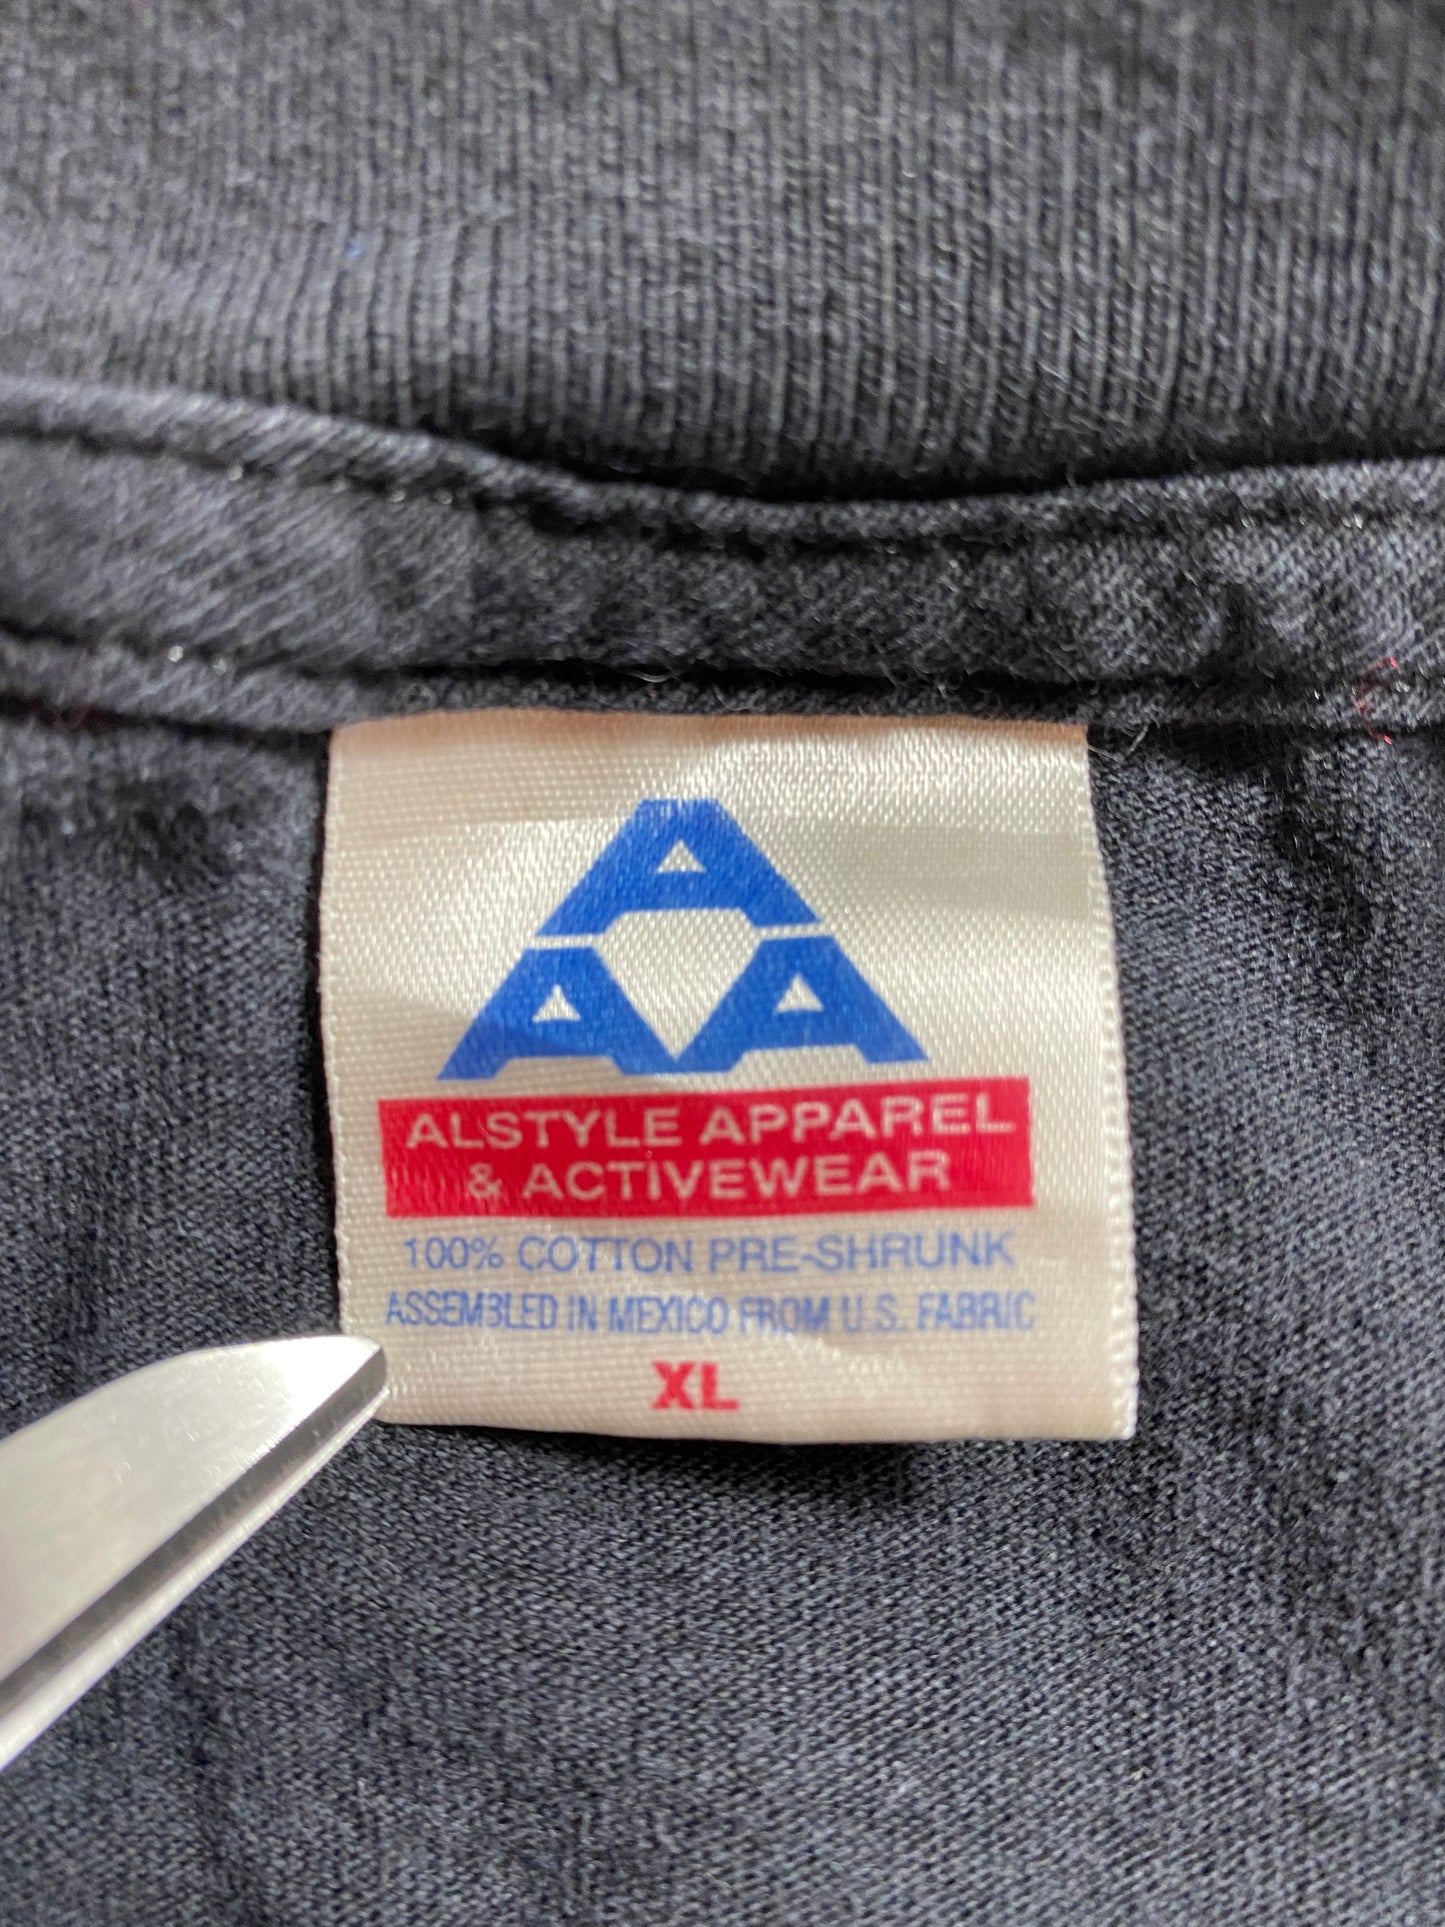 A
A A
ALSTYLE APPAREL
& ACTIVEWEAR
100% COTTON PRE-SHRUNK
ASSEMBLED IN MEXICO FROM U.S. FABRIC
XL